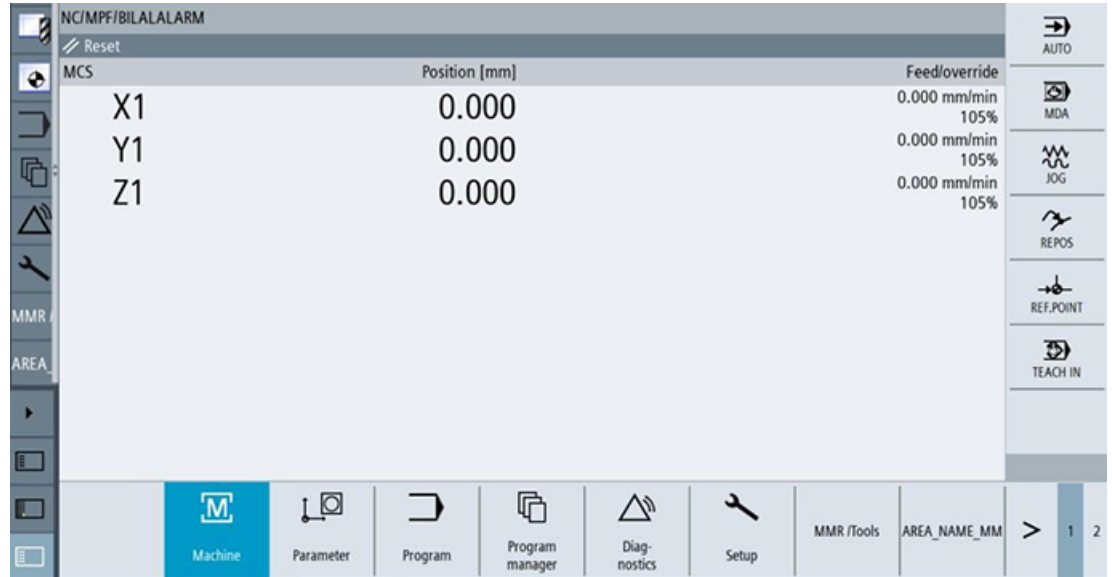 NC/MPF/BILALALARM
Reset
MCS Position [mm] Feed/override
X1 0.000 0.000 mm/min
105%
Y1 0.000 0.000 mm/min
105%
Z1 0.000 0.000 mm/min
105%
AUTO
MDA
JOG
REPOS
REF.POINT
TEACH IN
MMR /
AREA_
M
Machine
Parameter
Program
Program
manager
Diag-
nostics
Setup
MMR /Tools
AREA_NAME_MM
>
1 2